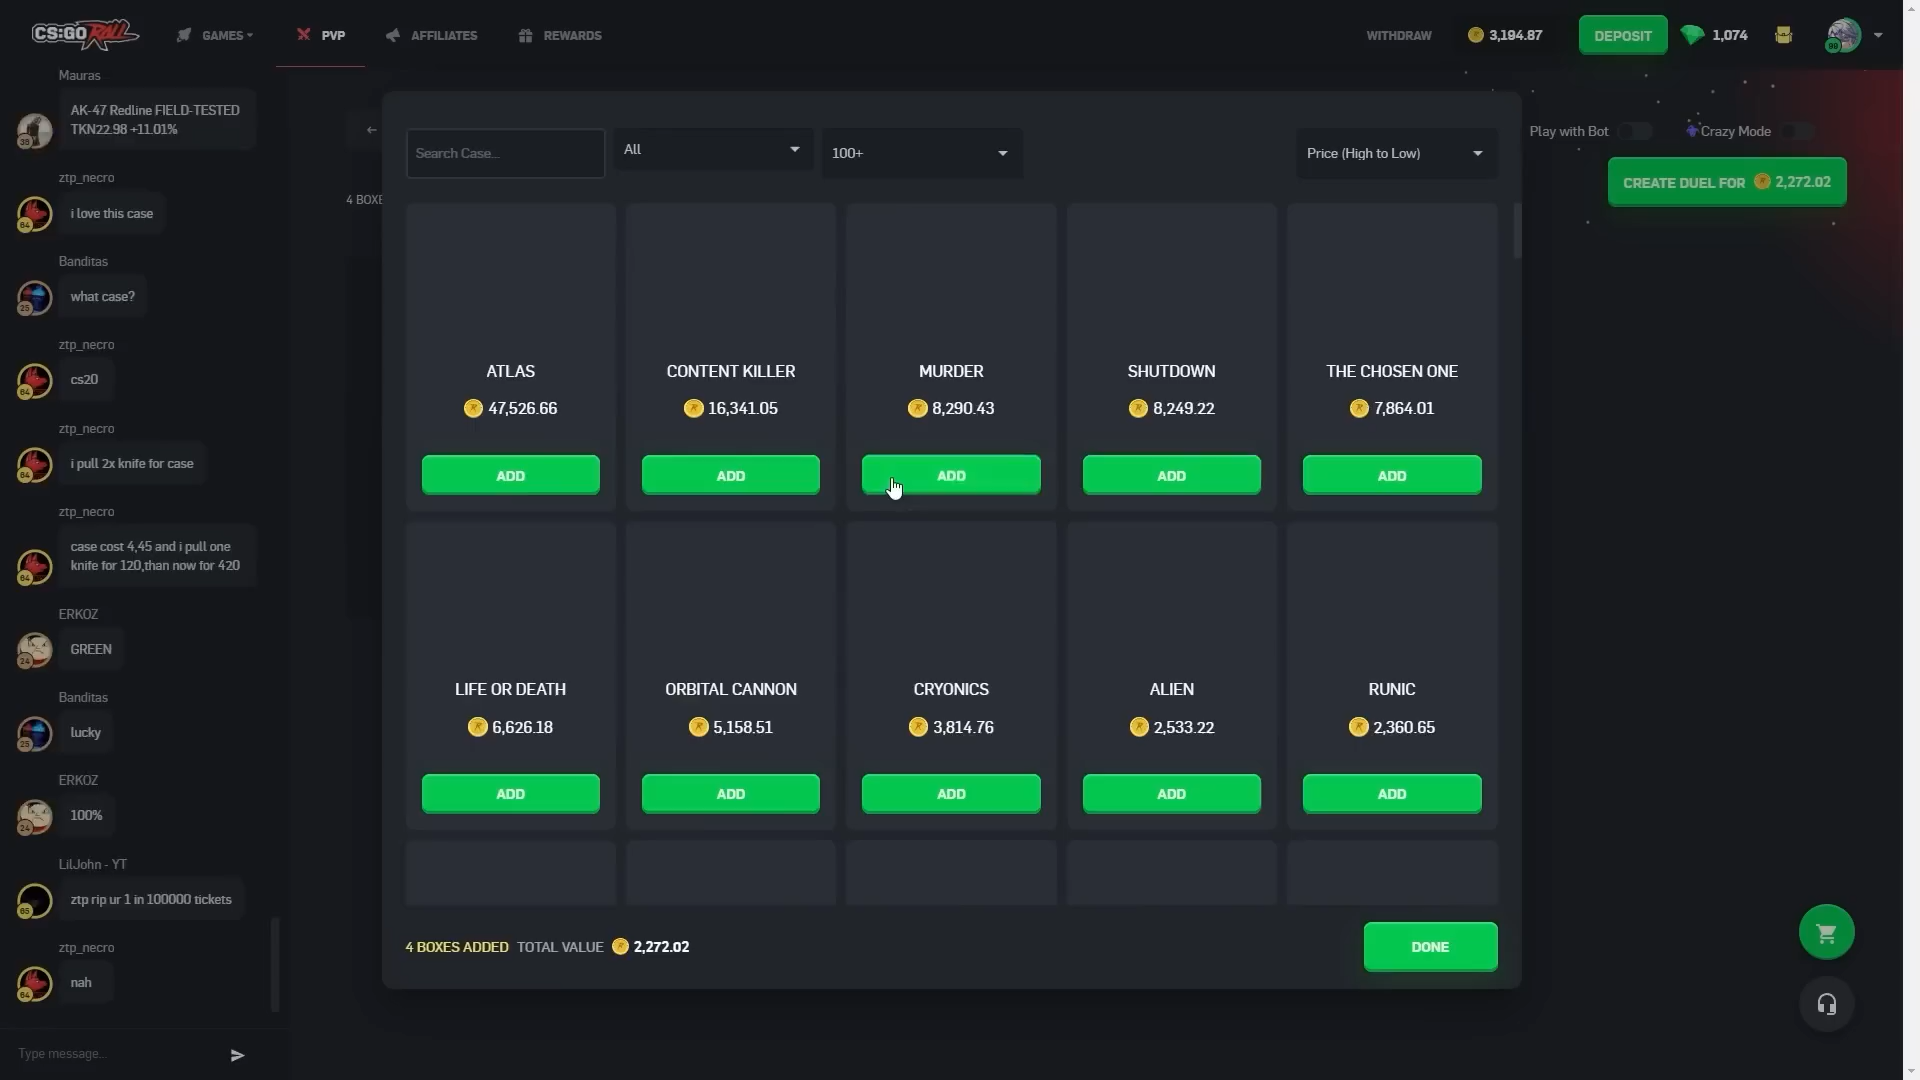 CS:GO ROLL
GAMES
PVP
AFFILIATES
REWARDS
WITHDRAW
3,194.87
DEPOSIT
1,074
99
Mauras
AK-47 Redline FIELD-TESTED
TKN22.98 +11.01%
ztp_necro
i love this case
Banditas
what case?
ztp_necro
cs20
ztp_necro
i pull 2x knife for case
ztp_necro
case cost 4,45 and i pull one
knife for 120,than now for 420
ERKOZ
GREEN
Banditas
lucky
ERKOZ
100%
LilJohn - YT
ztp rip ur 1 in 100000 tickets
ztp_necro
nah
Type message...
4 BOXE
Search Case...
All
100+
Price (High to Low)
Play with Bot
Crazy Mode
CREATE DUEL FOR 2,272.02
ATLAS
47,526.66
ADD
CONTENT KILLER
16,341.05
ADD
MURDER
8,290.43
ADD
SHUTDOWN
8,249.22
ADD
THE CHOSEN ONE
7,864.01
ADD
LIFE OR DEATH
6,626.18
ADD
ORBITAL CANNON
5,158.51
ADD
CRYONICS
3,814.76
ADD
ALIEN
2,533.22
ADD
RUNIC
2,360.65
ADD
4 BOXES ADDED TOTAL VALUE 2,272.02
DONE